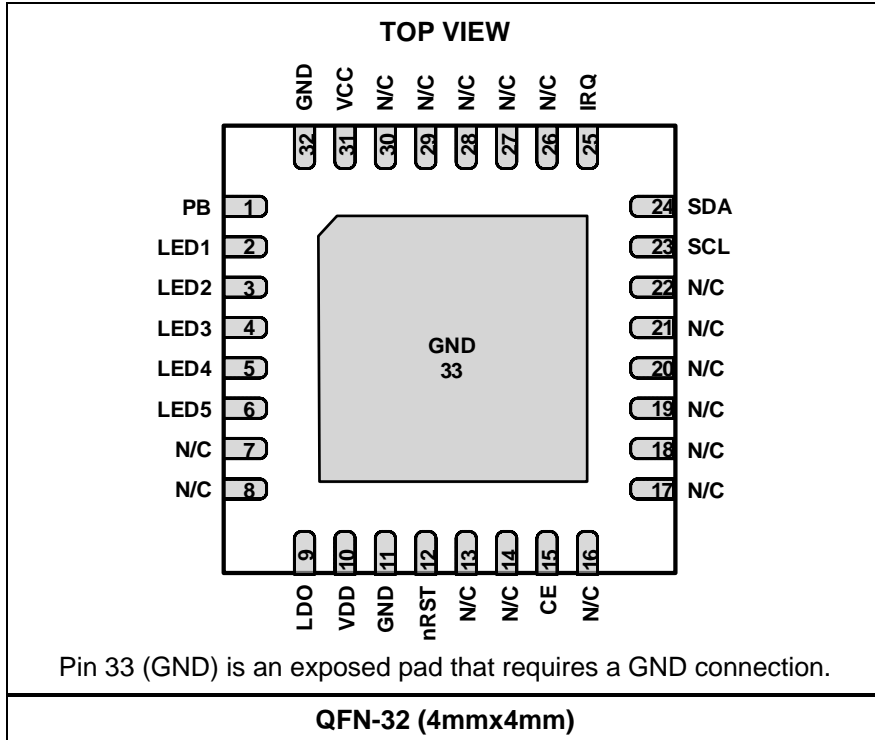 TOP VIEW
GND VCC N/C N/C N/C N/C N/C IRQ
32 31 30 29 28 27 26 25
PB 1 24 SDA
LED1 2 23 SCL
LED2 3 22 N/C
LED3 4 21 N/C
GND
33
LED4 5 20 N/C
LED5 6 19 N/C
N/C 7 18 N/C
N/C 8 17 N/C
9 10 11 12 13 14 15 16
LDO VDD GND nRST N/C N/C CE N/C
Pin 33 (GND) is an exposed pad that requires a GND connection.
QFN-32 (4mmx4mm)